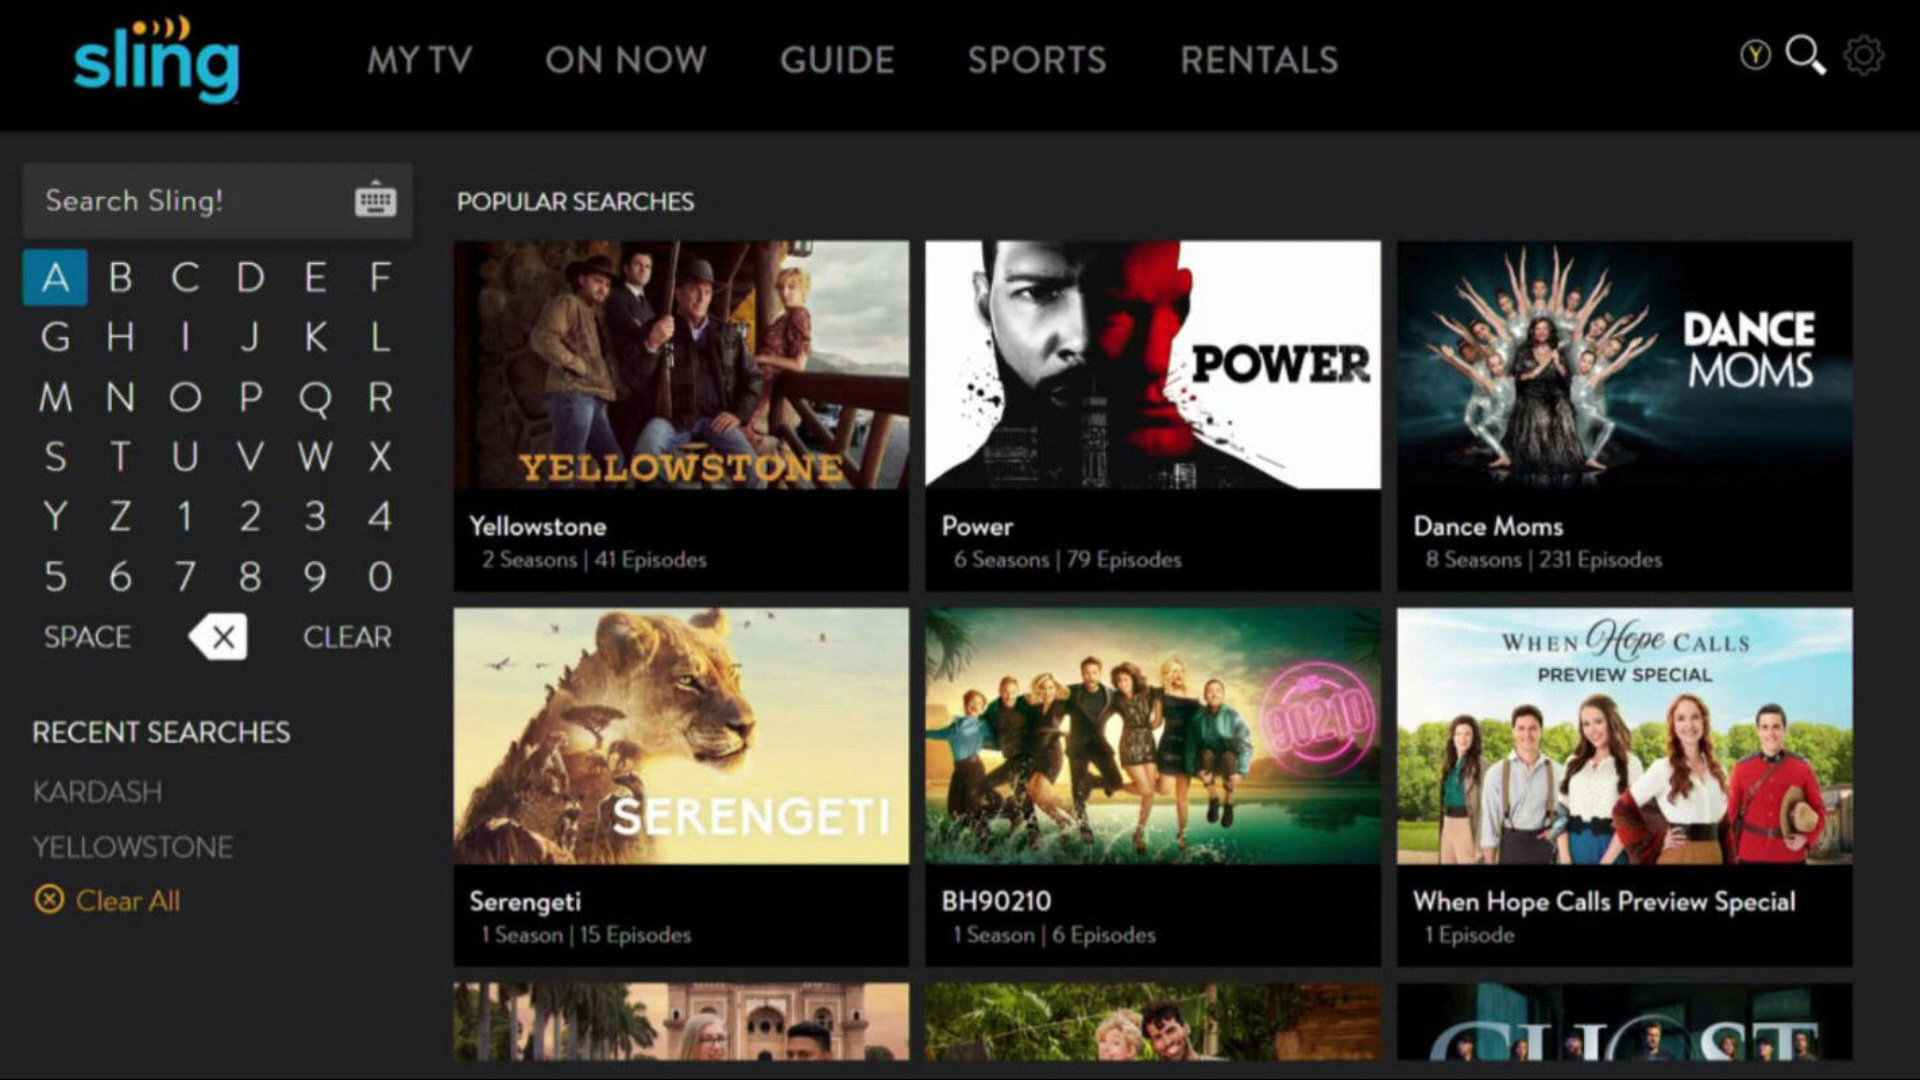 sling
MY TV
ON NOW
GUIDE
SPORTS
RENTALS
Y
Search Sling!
A B C D E F
G H I J K L
M N O P Q R
S T U V W X
Y Z 1 2 3 4
5 6 7 8 9 0
SPACE
CLEAR
RECENT SEARCHES
KARDASH
YELLOWSTONE
Clear All
POPULAR SEARCHES
YELLOWSTONE
Yellowstone
2 Seasons | 41 Episodes
POWER
Power
6 Seasons | 79 Episodes
DANCE
MOMS
Dance Moms
8 Seasons | 231 Episodes
SERENGETI
Serengeti
1 Season | 15 Episodes
90210
BH90210
1 Season | 6 Episodes
WHEN Hope CALLS
PREVIEW SPECIAL
When Hope Calls Preview Special
1 Episode
GHOST